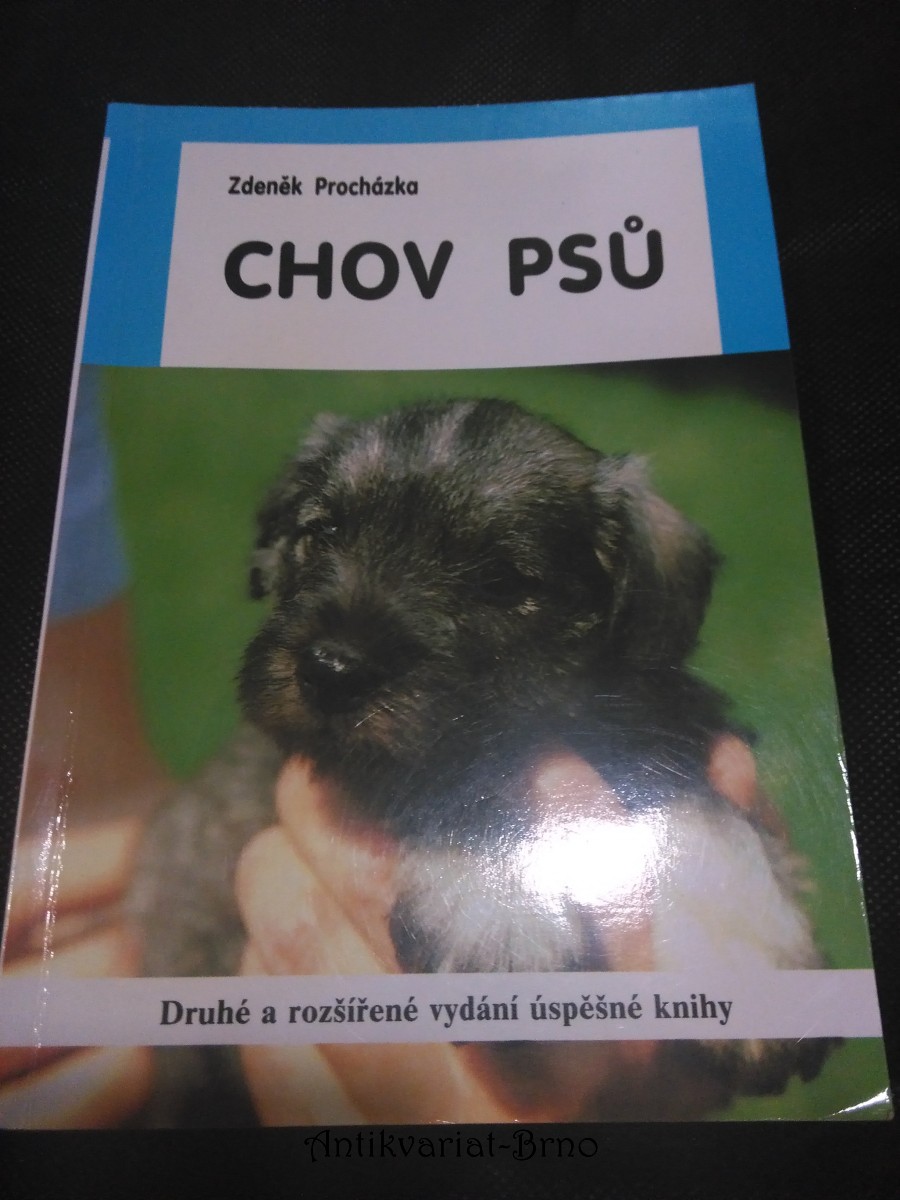 Zdeněk Procházka
CHOV PSŮ
Druhé a rozšířené vydání úspěšné knihy
Antikvariat-Brno